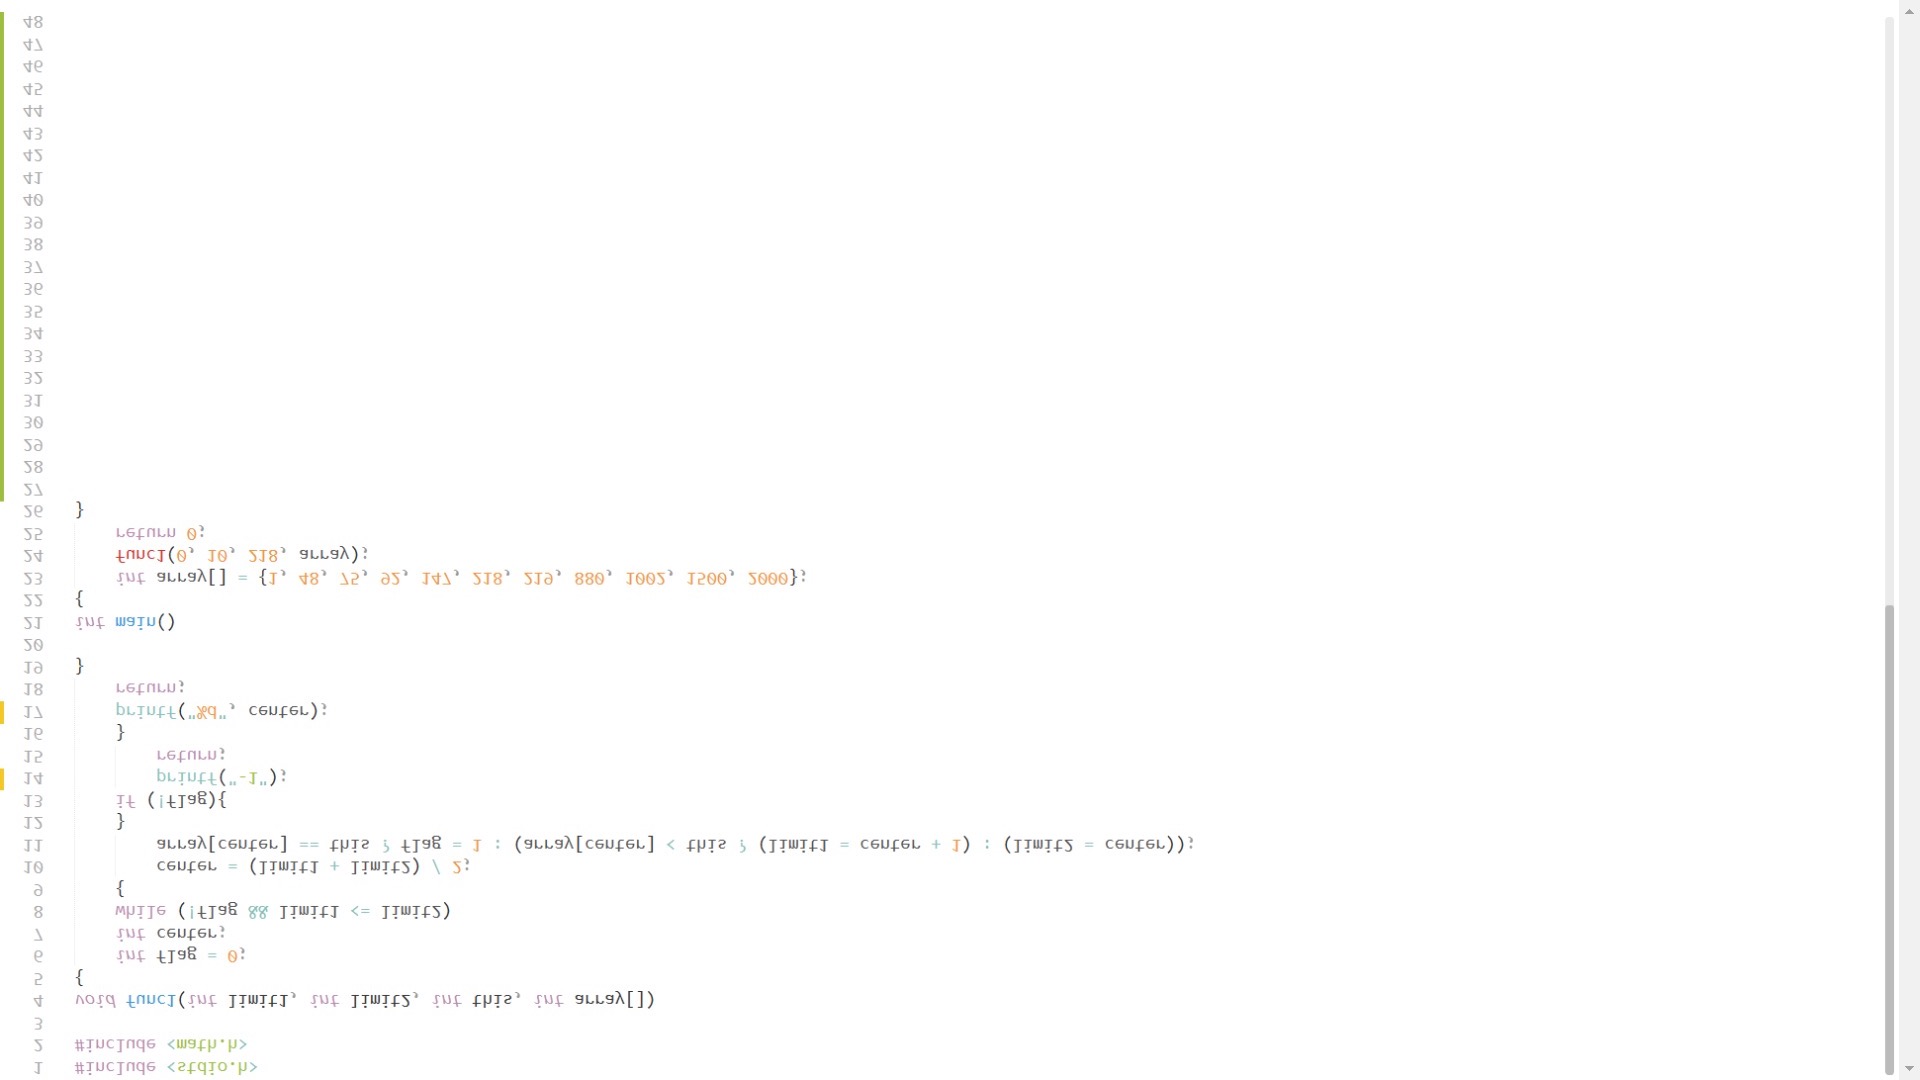 1 #include <stdio.h>
2 #include <math.h>
3
4 void func1(int limit1, int limit2, int this, int array[])
5 {
6     int flag = 0;
7     int center;
8     while (!flag && limit1 <= limit2)
9     {
10         center = (limit1 + limit2) / 2;
11         array[center] == this ? flag = 1 : (array[center] < this ? (limit1 = center + 1) : (limit2 = center));
12     }
13     if (!flag){
14         printf("-1");
15         return;
16     }
17     printf("%d", center);
18     return;
19 }
20
21 int main()
22 {
23     int array[] = {1, 48, 75, 92, 147, 218, 219, 880, 1002, 1500, 2000};
24     func1(0, 10, 218, array);
25     return 0;
26 }
27
28
29
30
31
32
33
34
35
36
37
38
39
40
41
42
43
44
45
46
47
48